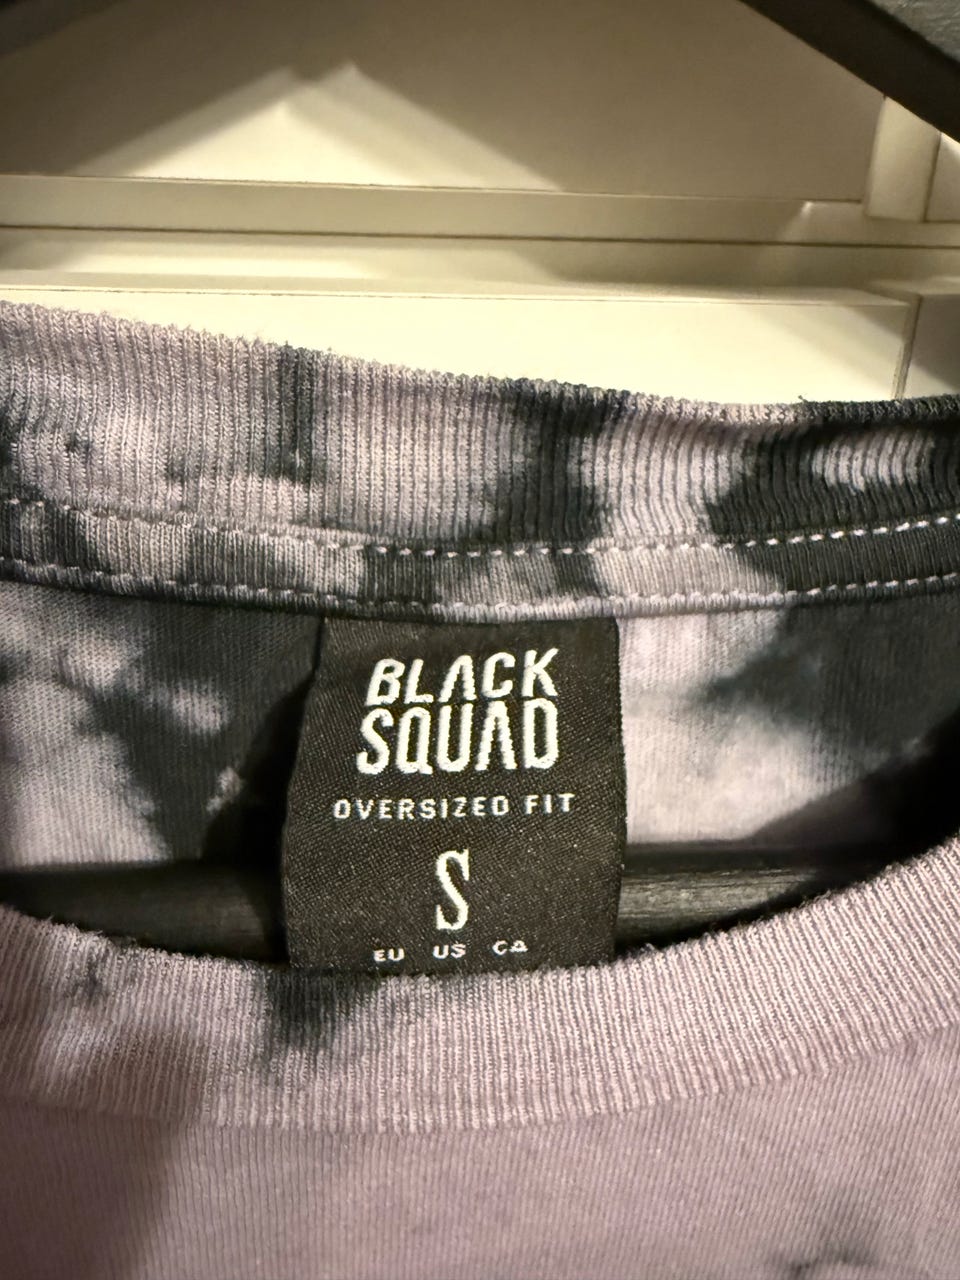 BLACK
SQUAD
OVERSIZED FIT
S
EU US CA